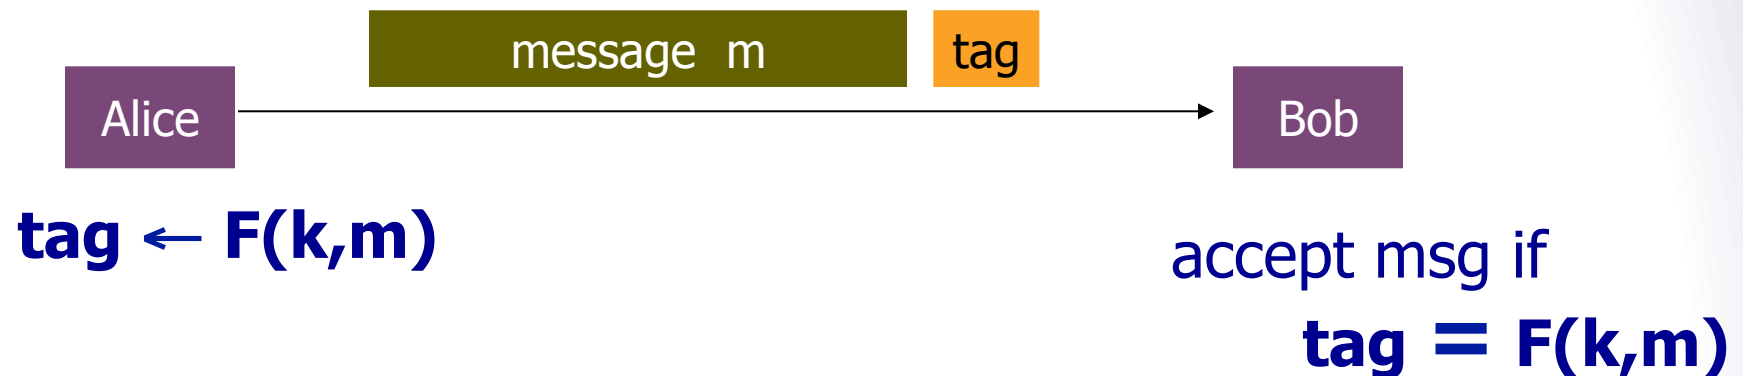 message m
tag
Alice
Bob
tag ← F(k,m)
accept msg if
tag = F(k,m)